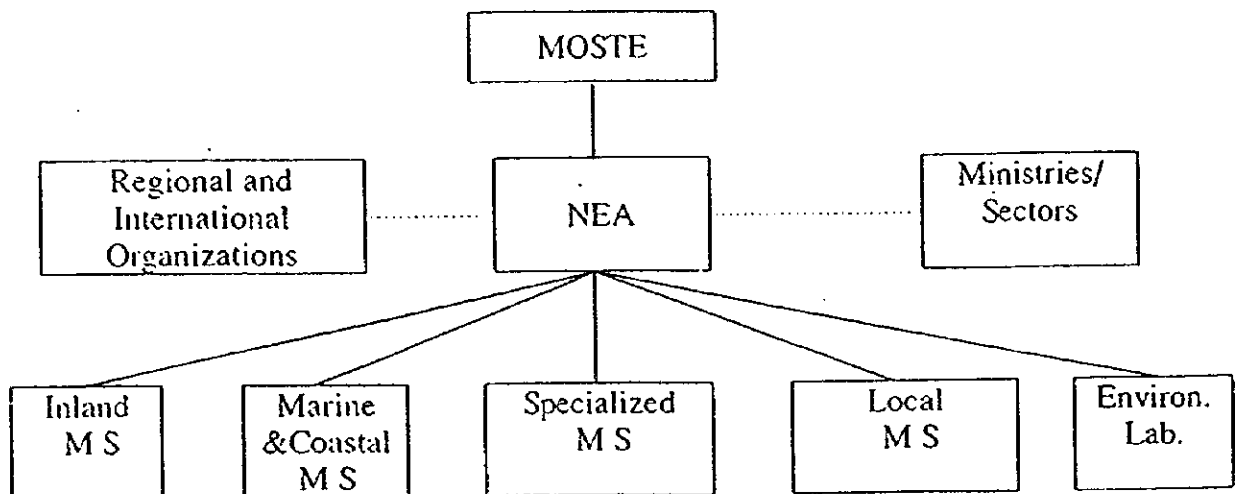 MOSTE
Regional and
International
Organizations
NEA
Ministries/
Sectors
Inland
M S
Marine
&Coastal
M S
Specialized
M S
Local
M S
Environ.
Lab.